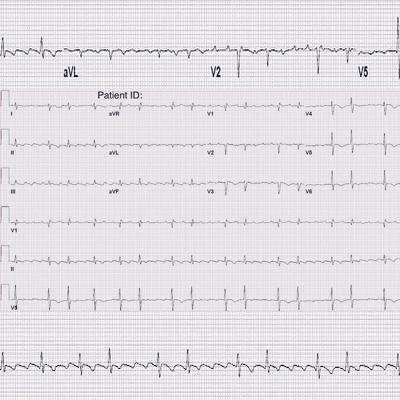 aVL V2 V5
Patient ID:
I aVR V1 V4
II aVL V2 V5
III aVF V3 V6
V1
II
V5